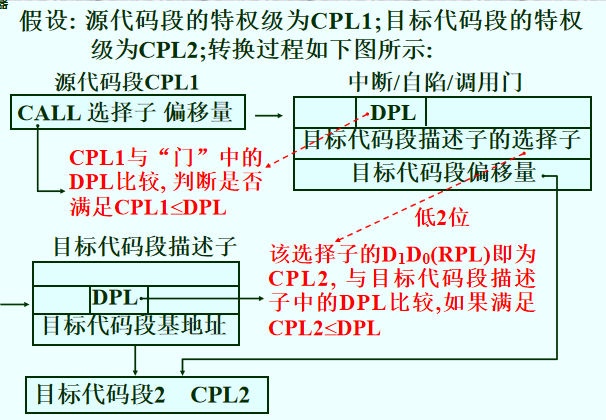 器
假设: 源代码段的特权级为CPL1;目标代码段的特权
级为CPL2;转换过程如下图所示:
源代码段CPL1
CALL 选择子 偏移量
中断/自陷/调用门
DPL
目标代码段描述子的选择子
目标代码段偏移量
CPL1与“门”中的
DPL比较, 判断是否
满足CPL1≤DPL
低2位
目标代码段描述子
DPL
目标代码段基地址
该选择子的D1D0(RPL)即为
CPL2, 与目标代码段描述
子中的DPL比较,如果满足
CPL2≤DPL
目标代码段2 CPL2